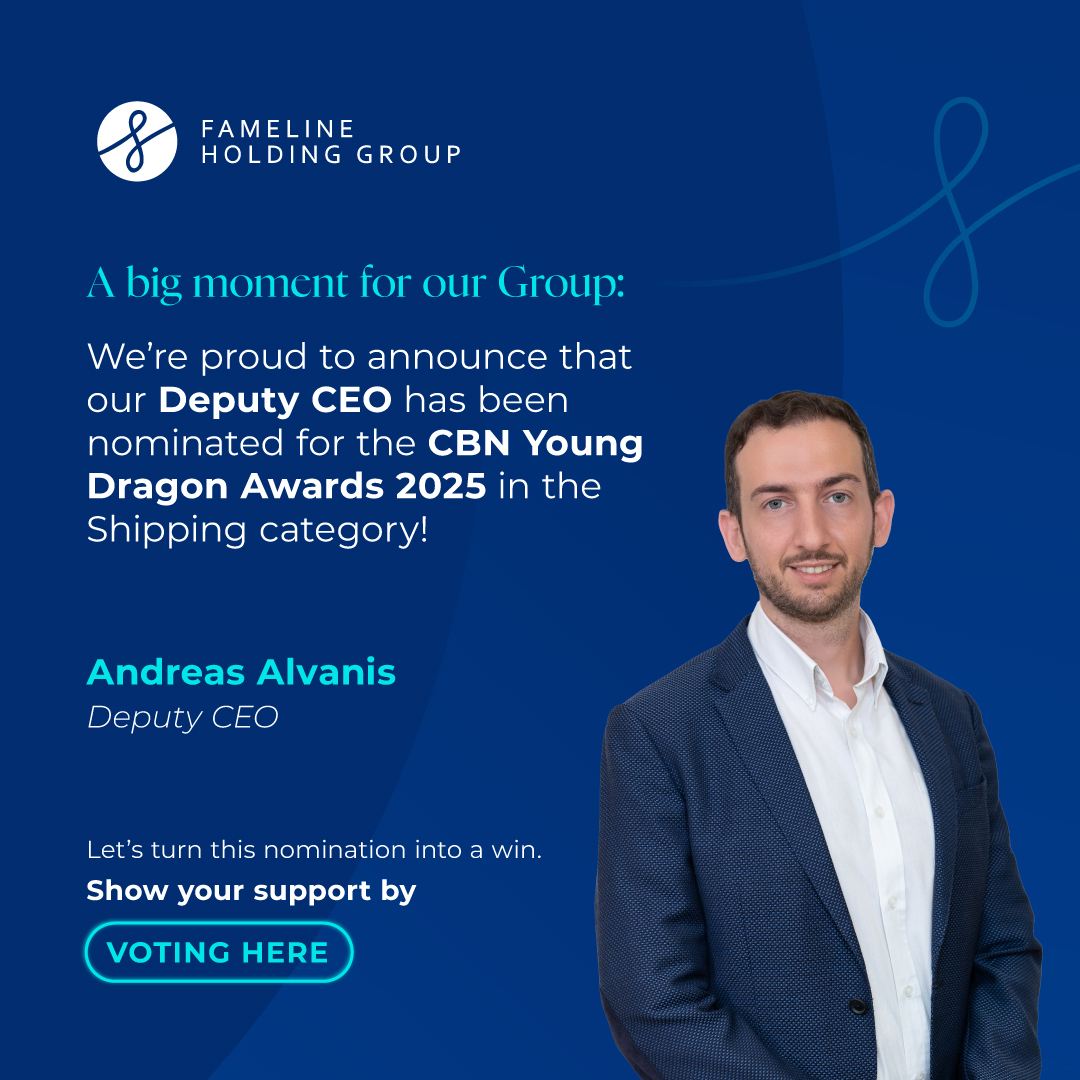 FAMELINE
HOLDING GROUP
A big moment for our Group:
We’re proud to announce that
our Deputy CEO has been
nominated for the CBN Young
Dragon Awards 2025 in the
Shipping category!
Andreas Alvanis
Deputy CEO
Let’s turn this nomination into a win.
Show your support by
VOTING HERE